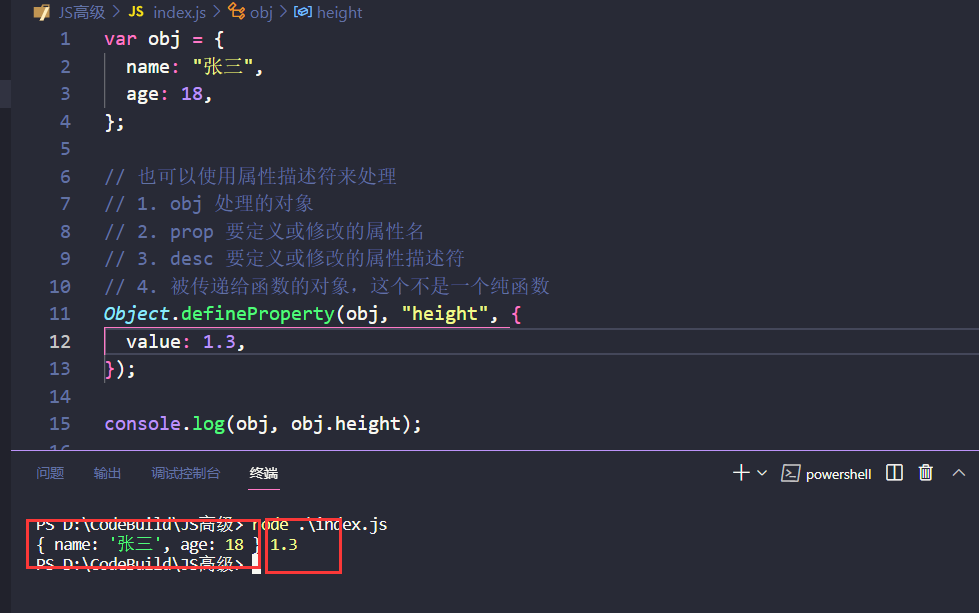 JS高级 > JS index.js > obj > height
1 var obj = {
2 name: "张三",
3 age: 18,
4 };
5
6 // 也可以使用属性描述符来处理
7 // 1. obj 处理的对象
8 // 2. prop 要定义或修改的属性名
9 // 3. desc 要定义或修改的属性描述符
10 // 4. 被传递给函数的对象，这个不是一个纯函数
11 Object.defineProperty(obj, "height", {
12 value: 1.3,
13 });
14
15 console.log(obj, obj.height);
16
问题 输出 调试控制台 终端 powershell
PS D:\CodeBuild\JS高级> node .\index.js
{ name: '张三', age: 18 } 1.3
PS D:\CodeBuild\JS高级>